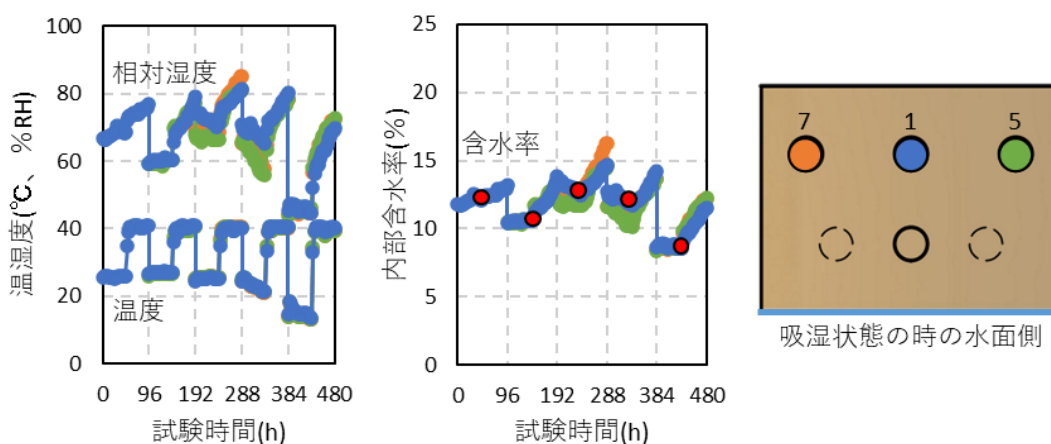 100
80
60
40
20
0
温湿度(℃、%RH)
相対湿度
温度
0 96 192 288 384 480
試験時間(h)
25
20
15
10
5
0
内部含水率(%)
含水率
0 96 192 288 384 480
試験時間(h)
7 1 5
吸湿状態の時の水面側